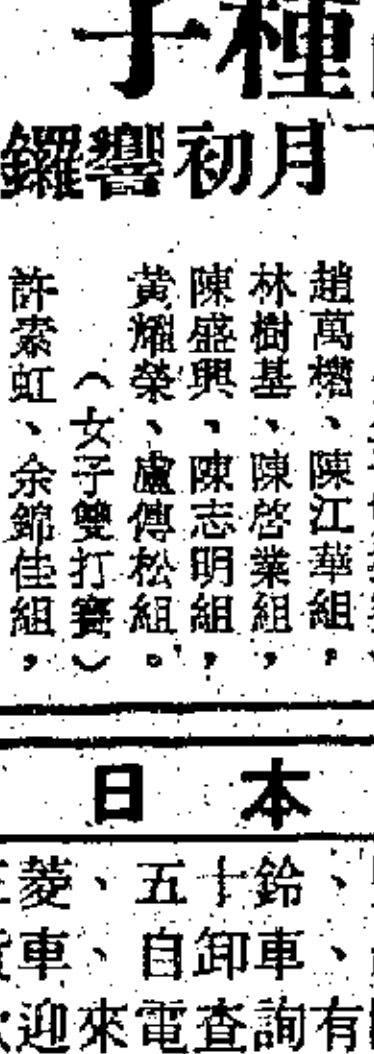 種子
月初響鑼
趙萬櫓、陳江華組，
林樹基、陳啓業組，
陳盛興、陳志明組，
黃耀榮、盧傳松組。
（女子雙打賽）
許素虹、余錦佳組，
本日
菱、五十鈴、
車、自卸車、
迎來電查詢有